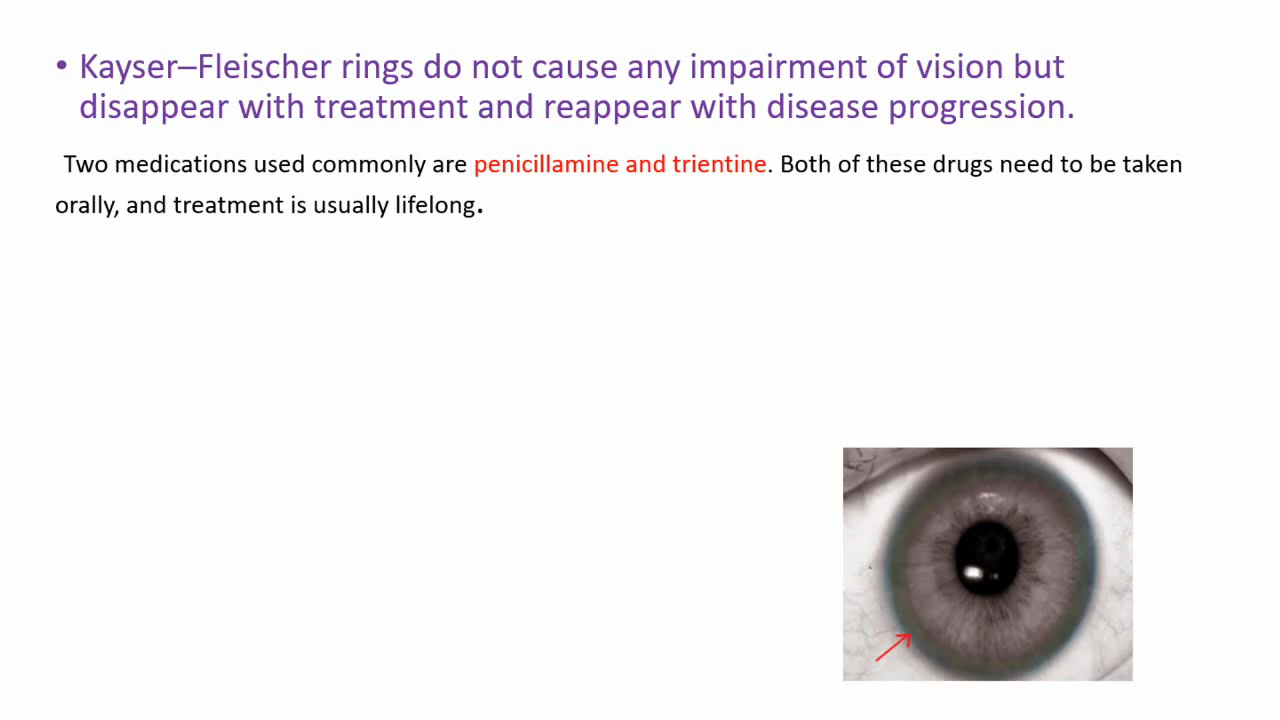 • Kayser–Fleischer rings do not cause any impairment of vision but
disappear with treatment and reappear with disease progression.
Two medications used commonly are penicillamine and trientine. Both of these drugs need to be taken
orally, and treatment is usually lifelong.